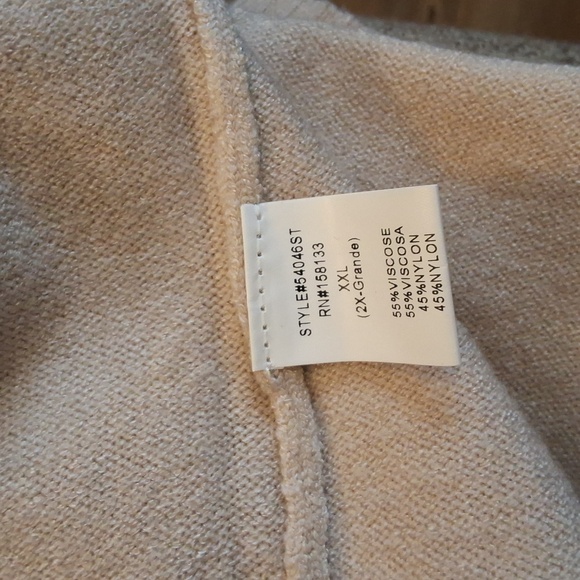 STYLE#54046ST
RN#158133
XXL
(2X-Grande)
55%VISCOSE
55%VISCOSA
45%NYLON
45%NYLON